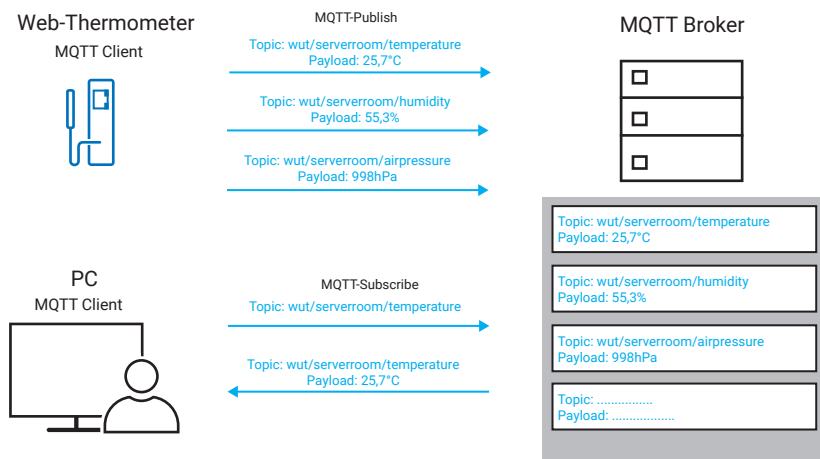 Web-Thermometer
MQTT Client
MQTT-Publish
Topic: wut/serverroom/temperature
Payload: 25,7°C
Topic: wut/serverroom/humidity
Payload: 55,3%
Topic: wut/serverroom/airpressure
Payload: 998hPa
MQTT Broker
Topic: wut/serverroom/temperature
Payload: 25,7°C
Topic: wut/serverroom/humidity
Payload: 55,3%
Topic: wut/serverroom/airpressure
Payload: 998hPa
Topic: ................
Payload: ..................
PC
MQTT Client
MQTT-Subscribe
Topic: wut/serverroom/temperature
Topic: wut/serverroom/temperature
Payload: 25,7°C